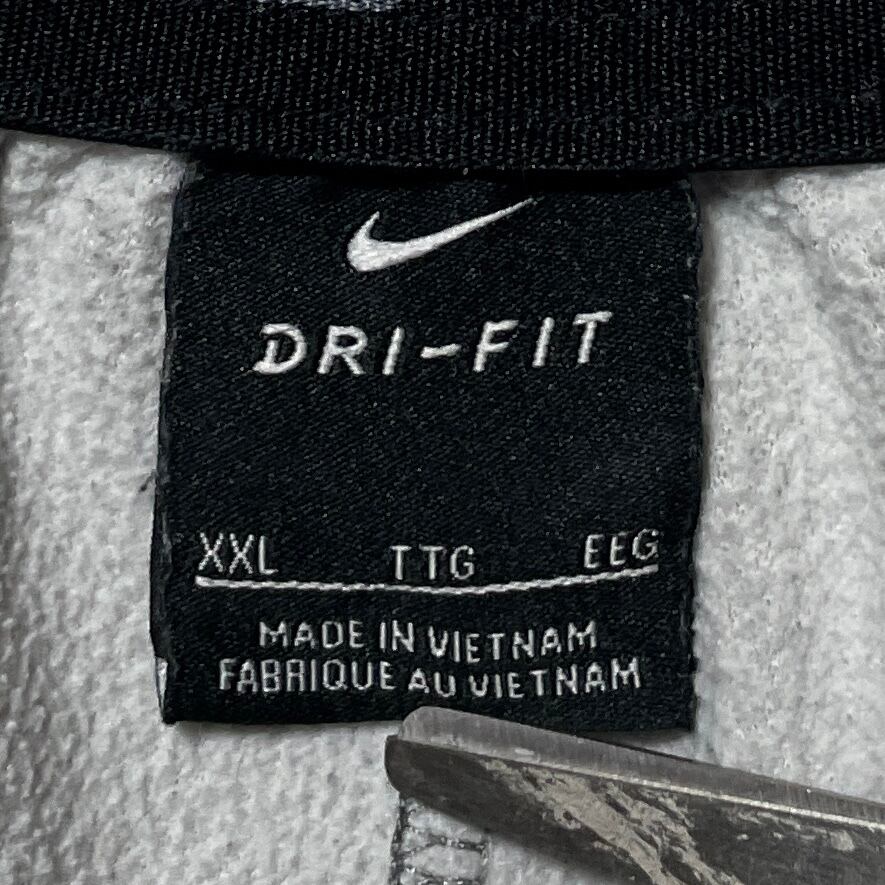 DRI-FIT
XXL TTG EEG
MADE IN VIETNAM
FABRIQUE AU VIETNAM